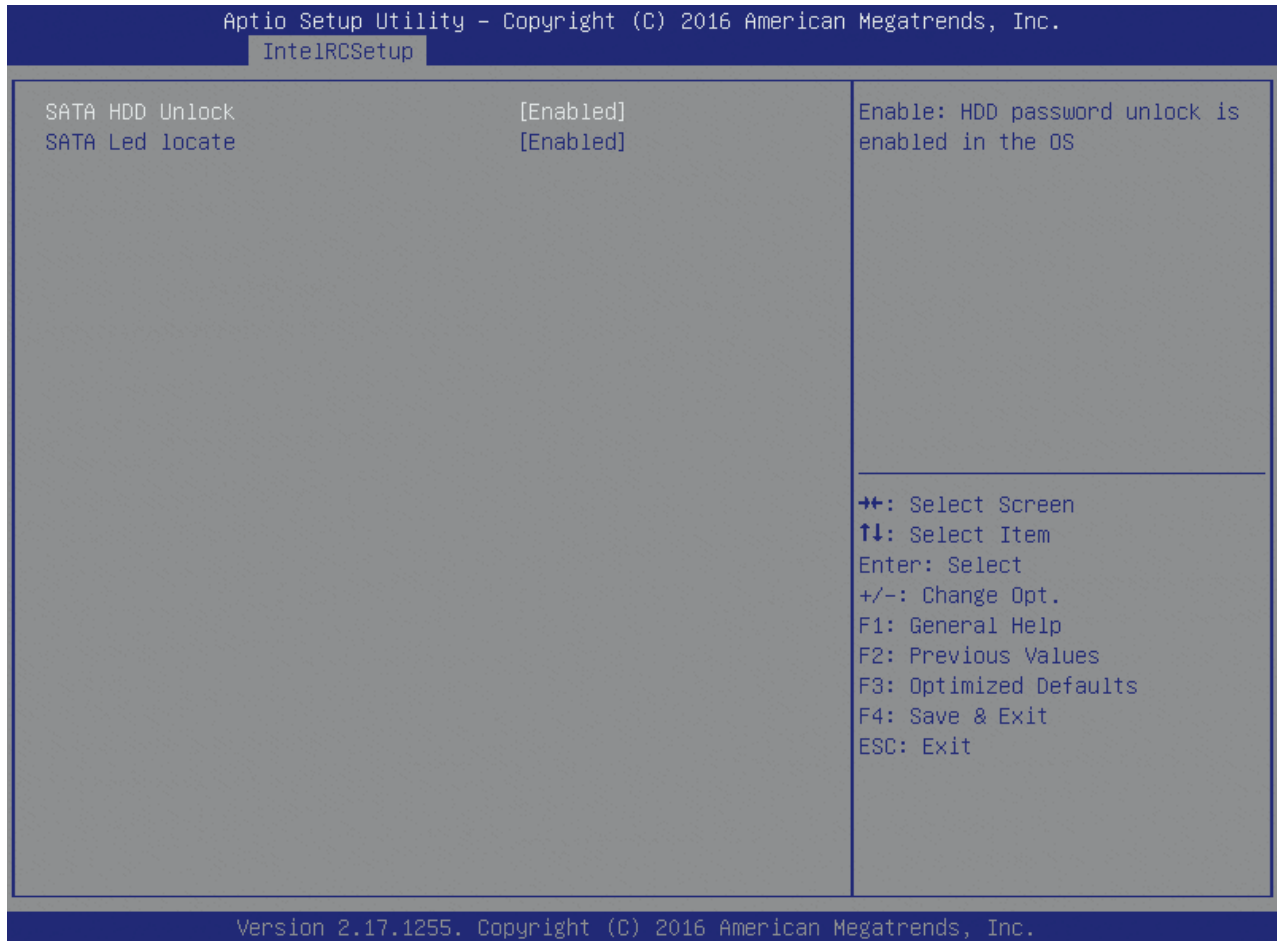 Aptio Setup Utility – Copyright (C) 2016 American Megatrends, Inc.
IntelRCSetup
SATA HDD Unlock [Enabled]
SATA Led locate [Enabled]
Enable: HDD password unlock is
enabled in the OS
→←: Select Screen
↑↓: Select Item
Enter: Select
+/-: Change Opt.
F1: General Help
F2: Previous Values
F3: Optimized Defaults
F4: Save & Exit
ESC: Exit
Version 2.17.1255. Copyright (C) 2016 American Megatrends, Inc.